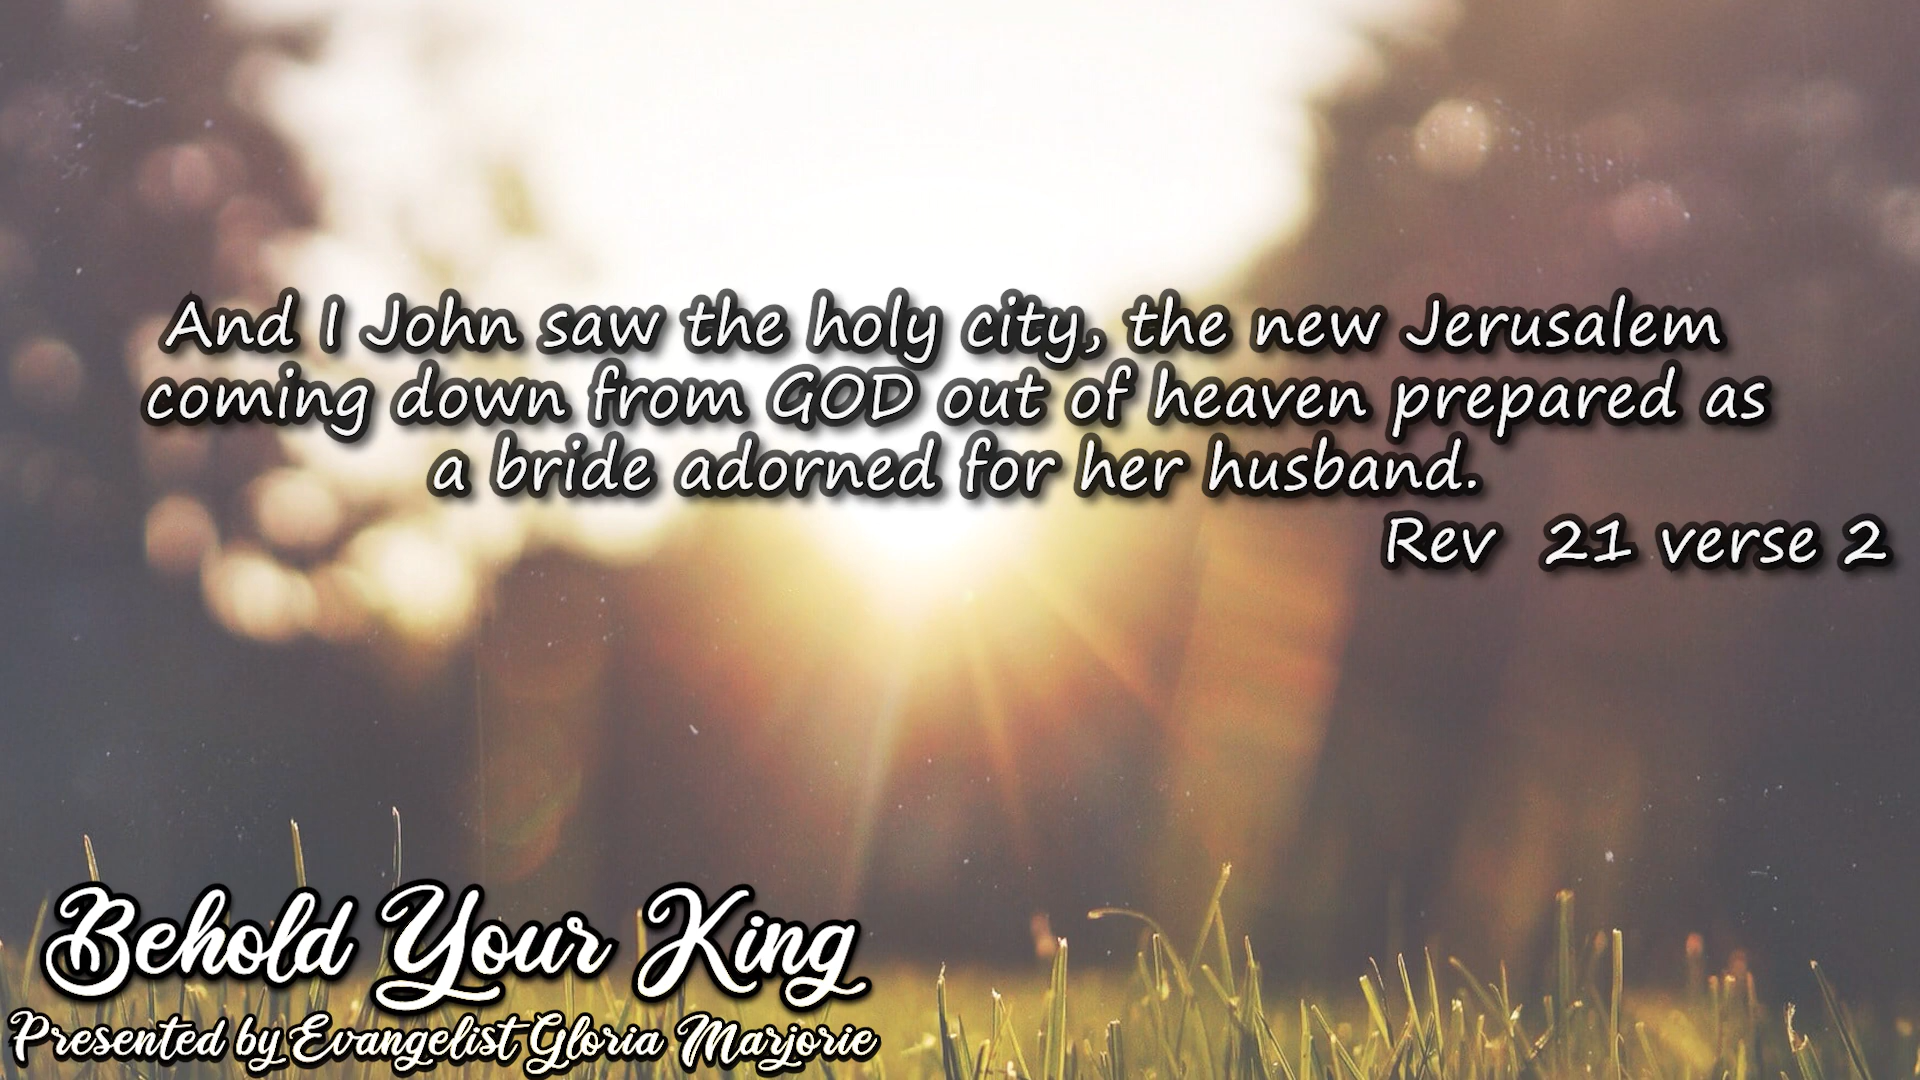 And I John saw the holy city, the new Jerusalem
coming down from GOD out of heaven prepared as
a bride adorned for her husband.
Rev 21 verse 2
Behold Your King
Presented by Evangelist Gloria Marjorie